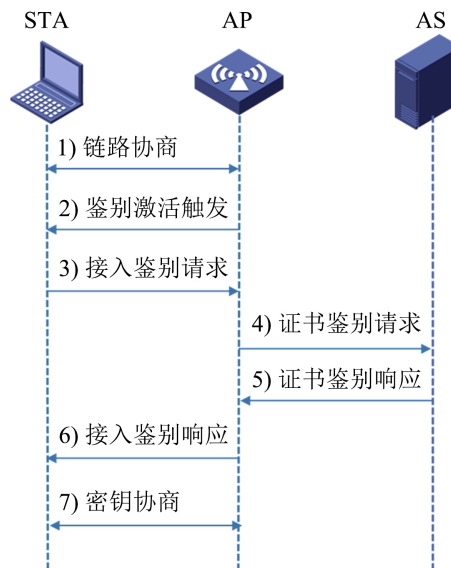 STA AP AS
1) 链路协商
2) 鉴别激活触发
3) 接入鉴别请求
4) 证书鉴别请求
5) 证书鉴别响应
6) 接入鉴别响应
7) 密钥协商